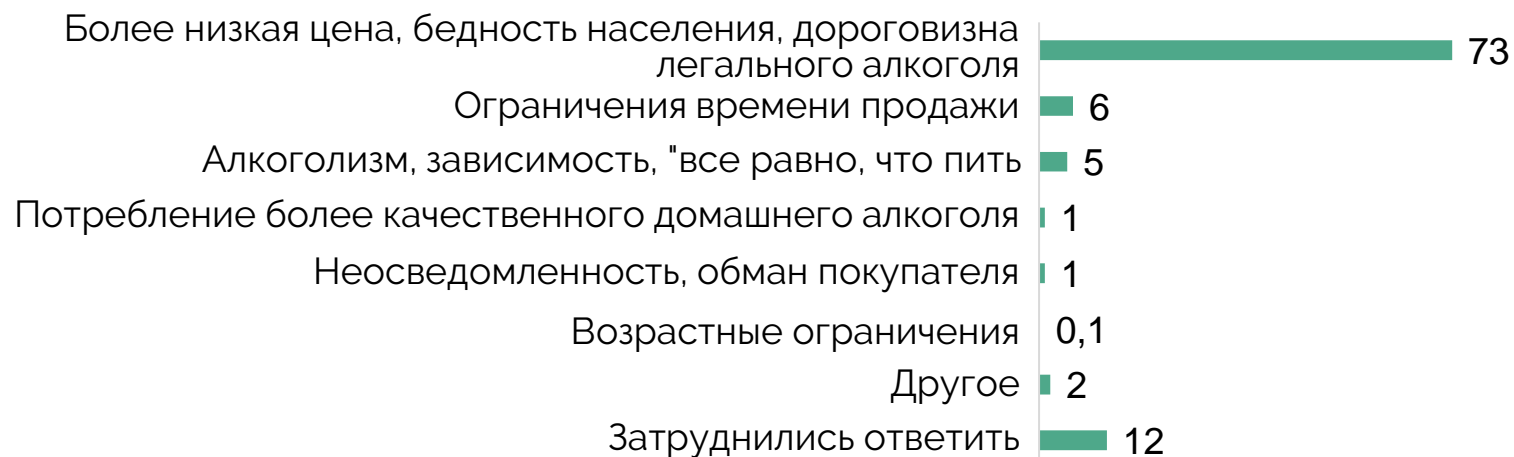 Более низкая цена, бедность населения, дороговизна
легального алкоголя
73
Ограничения времени продажи 6
Алкоголизм, зависимость, "все равно, что пить 5
Потребление более качественного домашнего алкоголя 1
Неосведомленность, обман покупателя 1
Возрастные ограничения 0,1
Другое 2
Затруднились ответить 12